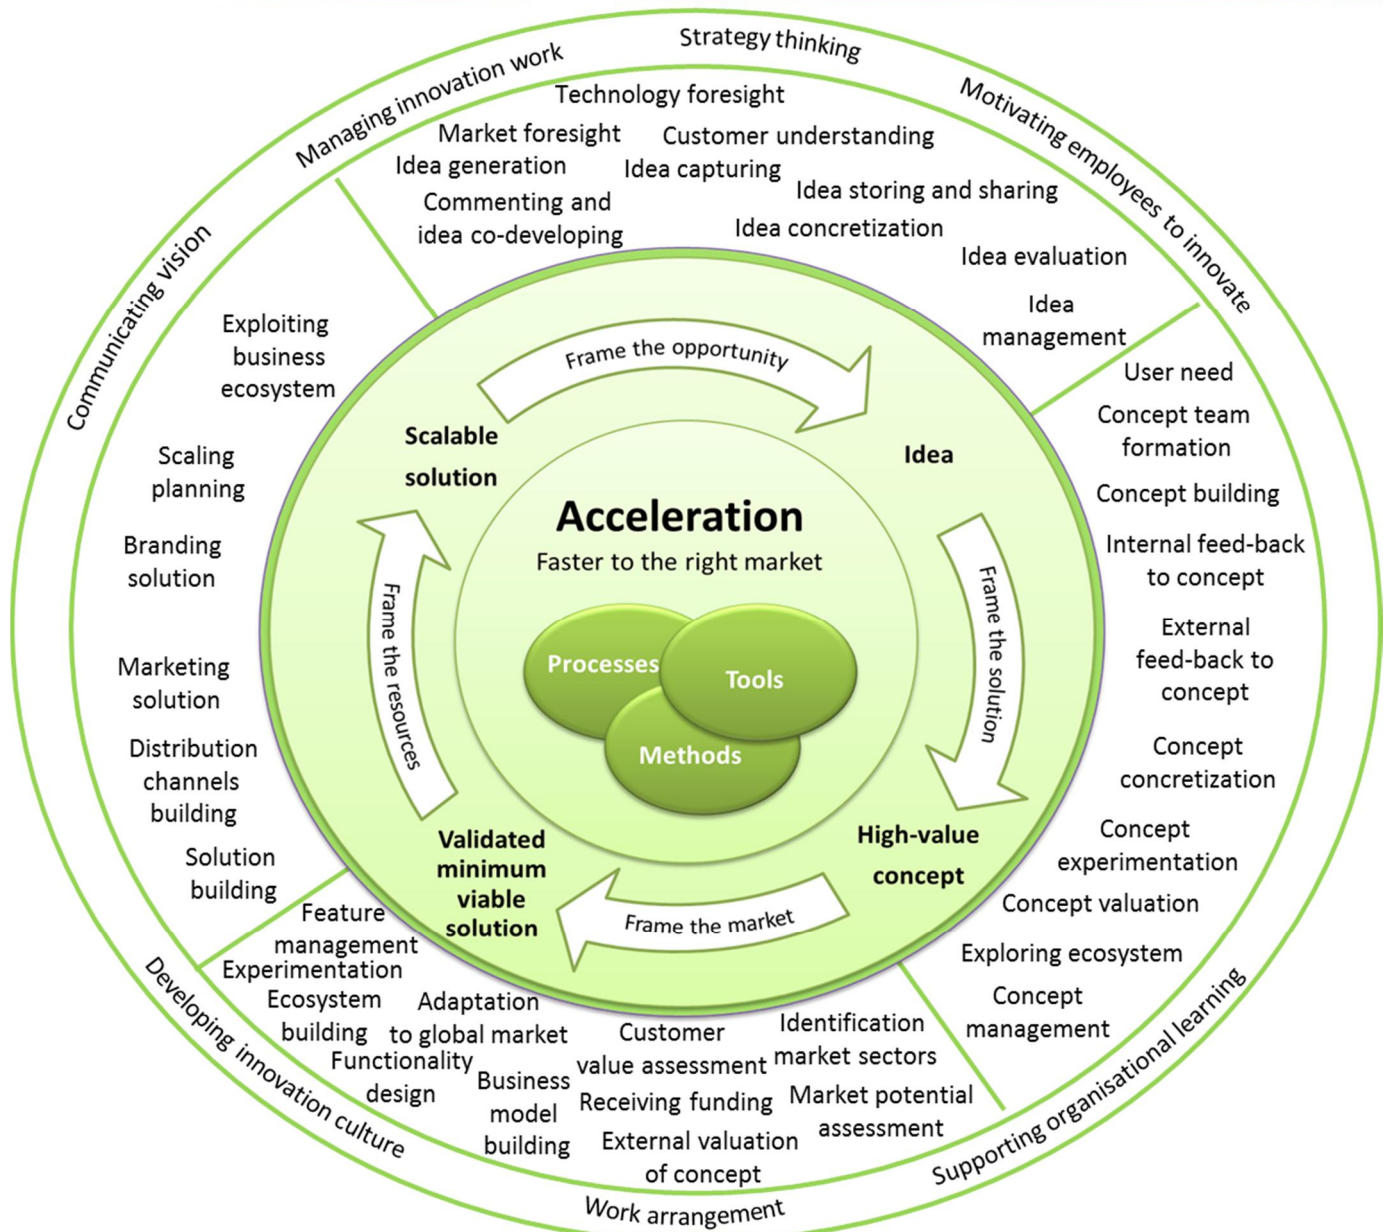 Strategy thinking
Managing innovation work
Motivating employees to innovate
Communicating vision
Technology foresight
Market foresight
Customer understanding
Idea generation
Idea capturing
Idea storing and sharing
Commenting and
idea co-developing
Idea concretization
Idea evaluation
Idea
management
User need
Concept team
formation
Concept building
Internal feed-back
to concept
External
feed-back to
concept
Concept
concretization
Concept
experimentation
Concept valuation
Exploring ecosystem
Concept
management
Identification
market sectors
Market potential
assessment
Customer
value assessment
Receiving funding
External valuation
of concept
Adaptation
to global market
Business
model
building
Functionality
design
Ecosystem
building
Experimentation
Feature
management
Solution
building
Distribution
channels
building
Marketing
solution
Branding
solution
Scaling
planning
Exploiting
business
ecosystem
Frame the opportunity
Idea
Frame the solution
High-value
concept
Frame the market
Validated
minimum
viable
solution
Frame the resources
Scalable
solution
Acceleration
Faster to the right market
Processes
Tools
Methods
Supporting organisational learning
Work arrangement
Developing innovation culture